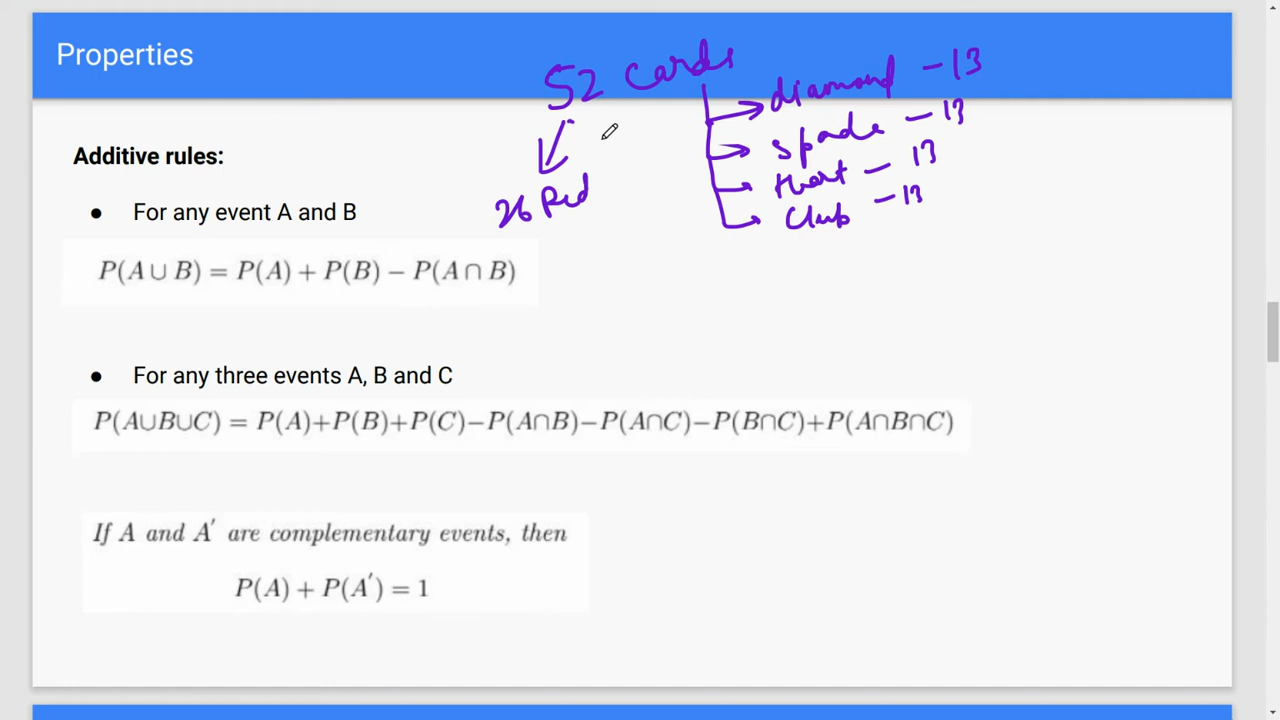 Properties
52 cards
diamond - 13
spade - 13
Heart - 13
Club - 13
26 Red
Additive rules:
● For any event A and B
P(A ∪ B) = P(A) + P(B) − P(A ∩ B)
● For any three events A, B and C
P(A∪B∪C) = P(A)+P(B)+P(C)−P(A∩B)−P(A∩C)−P(B∩C)+P(A∩B∩C)
If A and A′ are complementary events, then
P(A) + P(A′) = 1